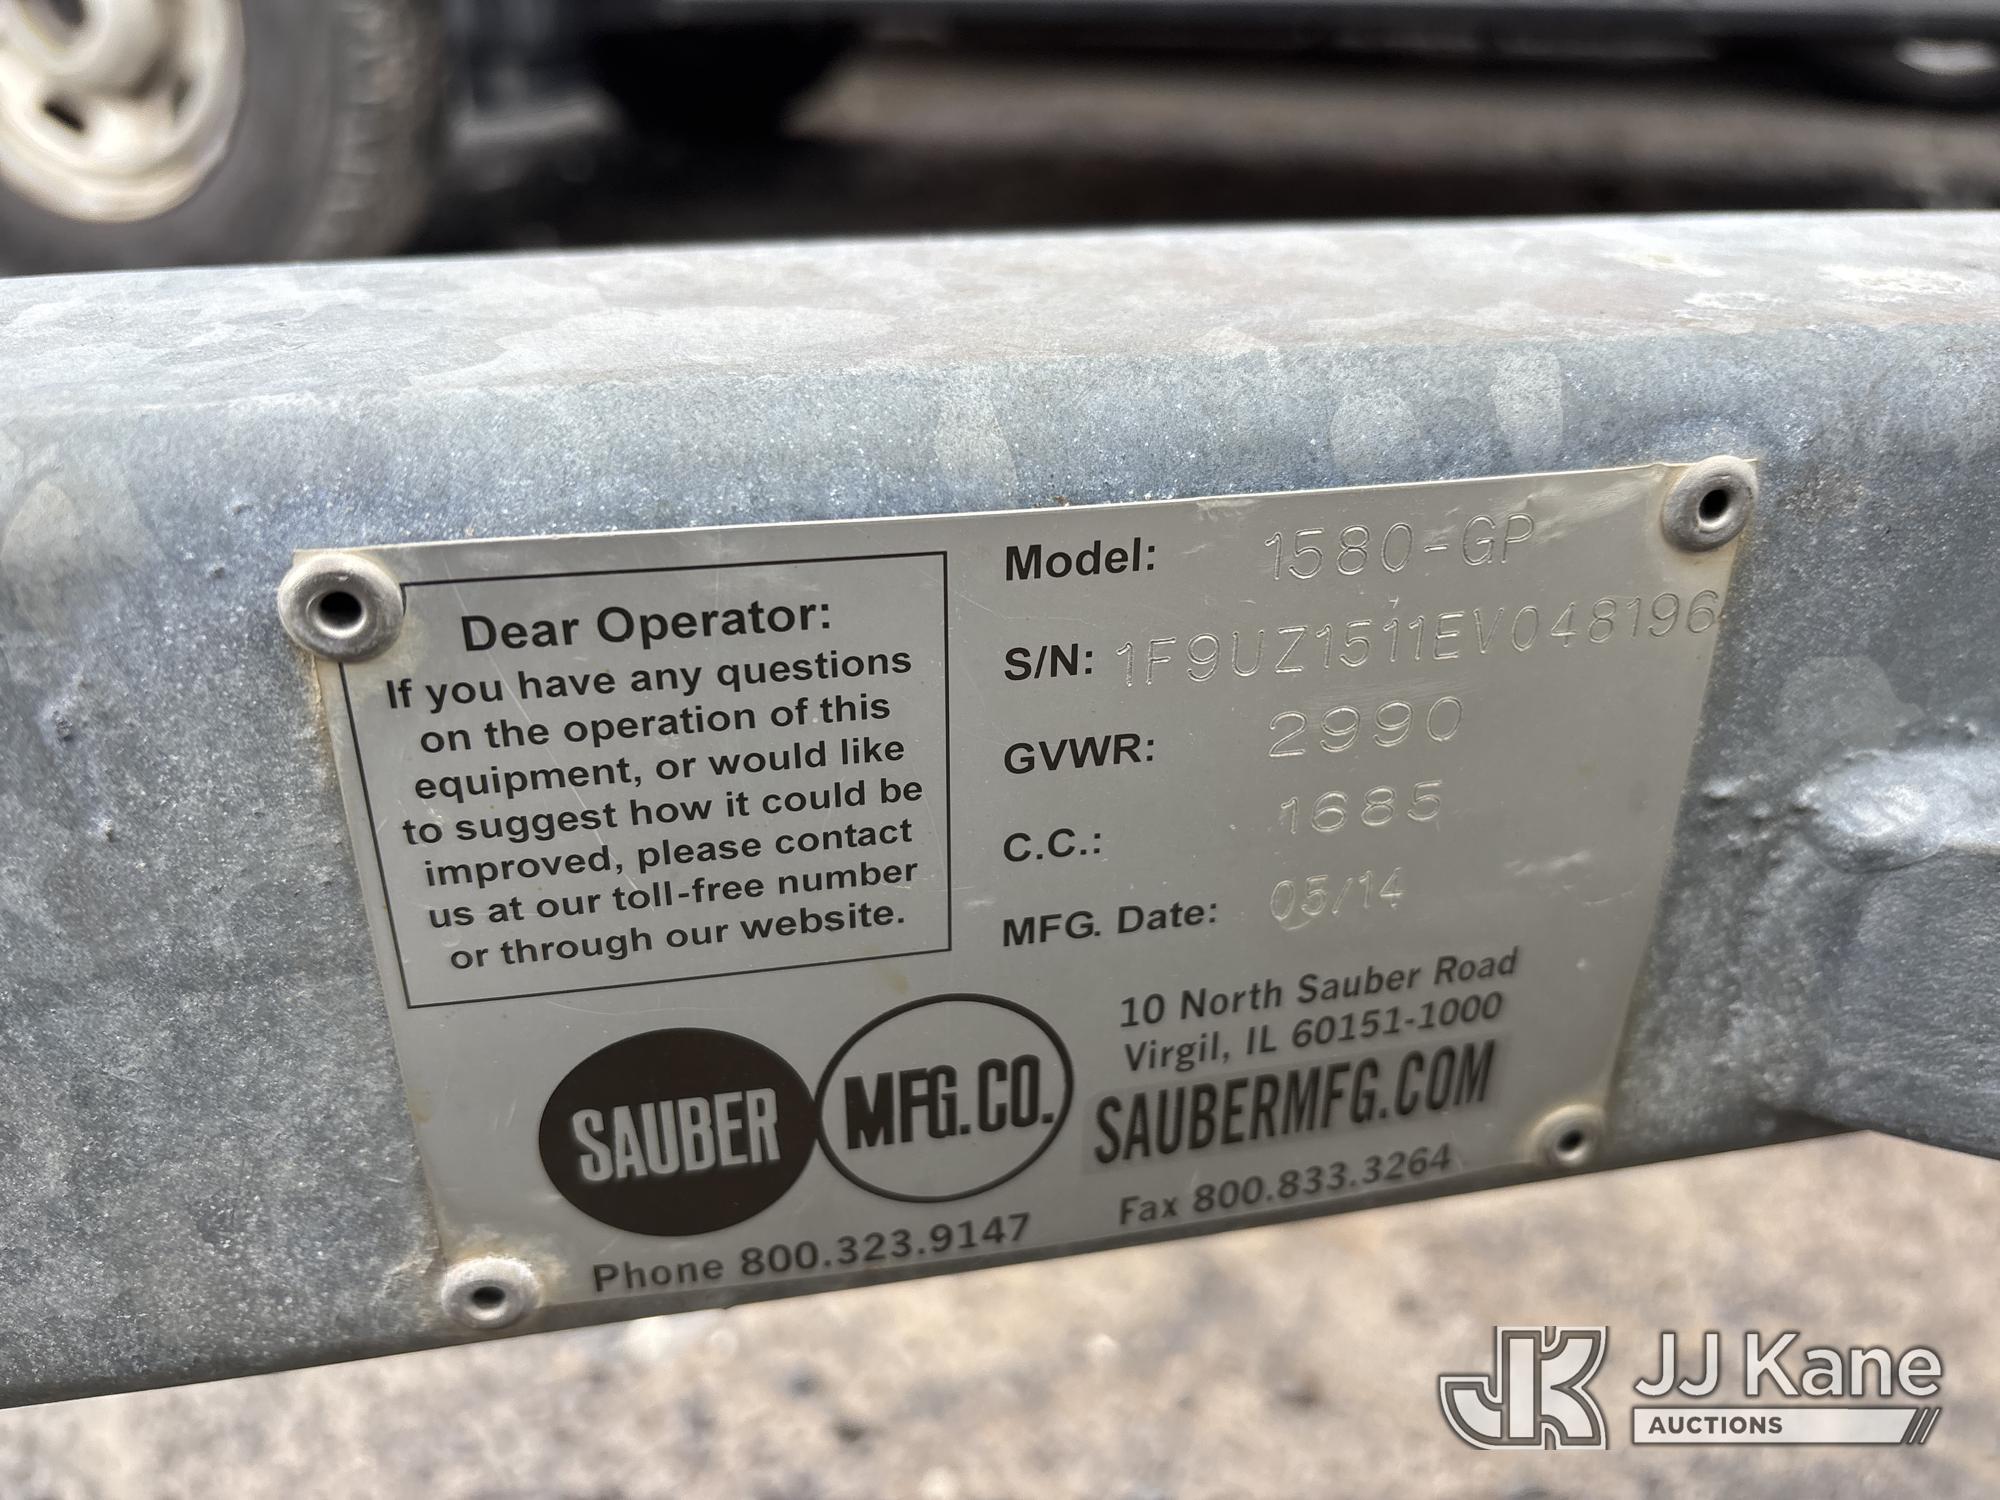 Dear Operator:
If you have any questions
on the operation of this
equipment, or would like
to suggest how it could be
improved, please contact
us at our toll-free number
or through our website.
Model: 1580-GP
S/N: 1F9UZ1511EV048196
GVWR: 2990
C.C.: 1685
MFG. Date: 05/14
10 North Sauber Road
Virgil, IL 60151-1000
SAUBERMFG.COM
SAUBER MFG.CO.
Phone 800.323.9147
Fax 800.833.3264
JK JJ Kane
AUCTIONS